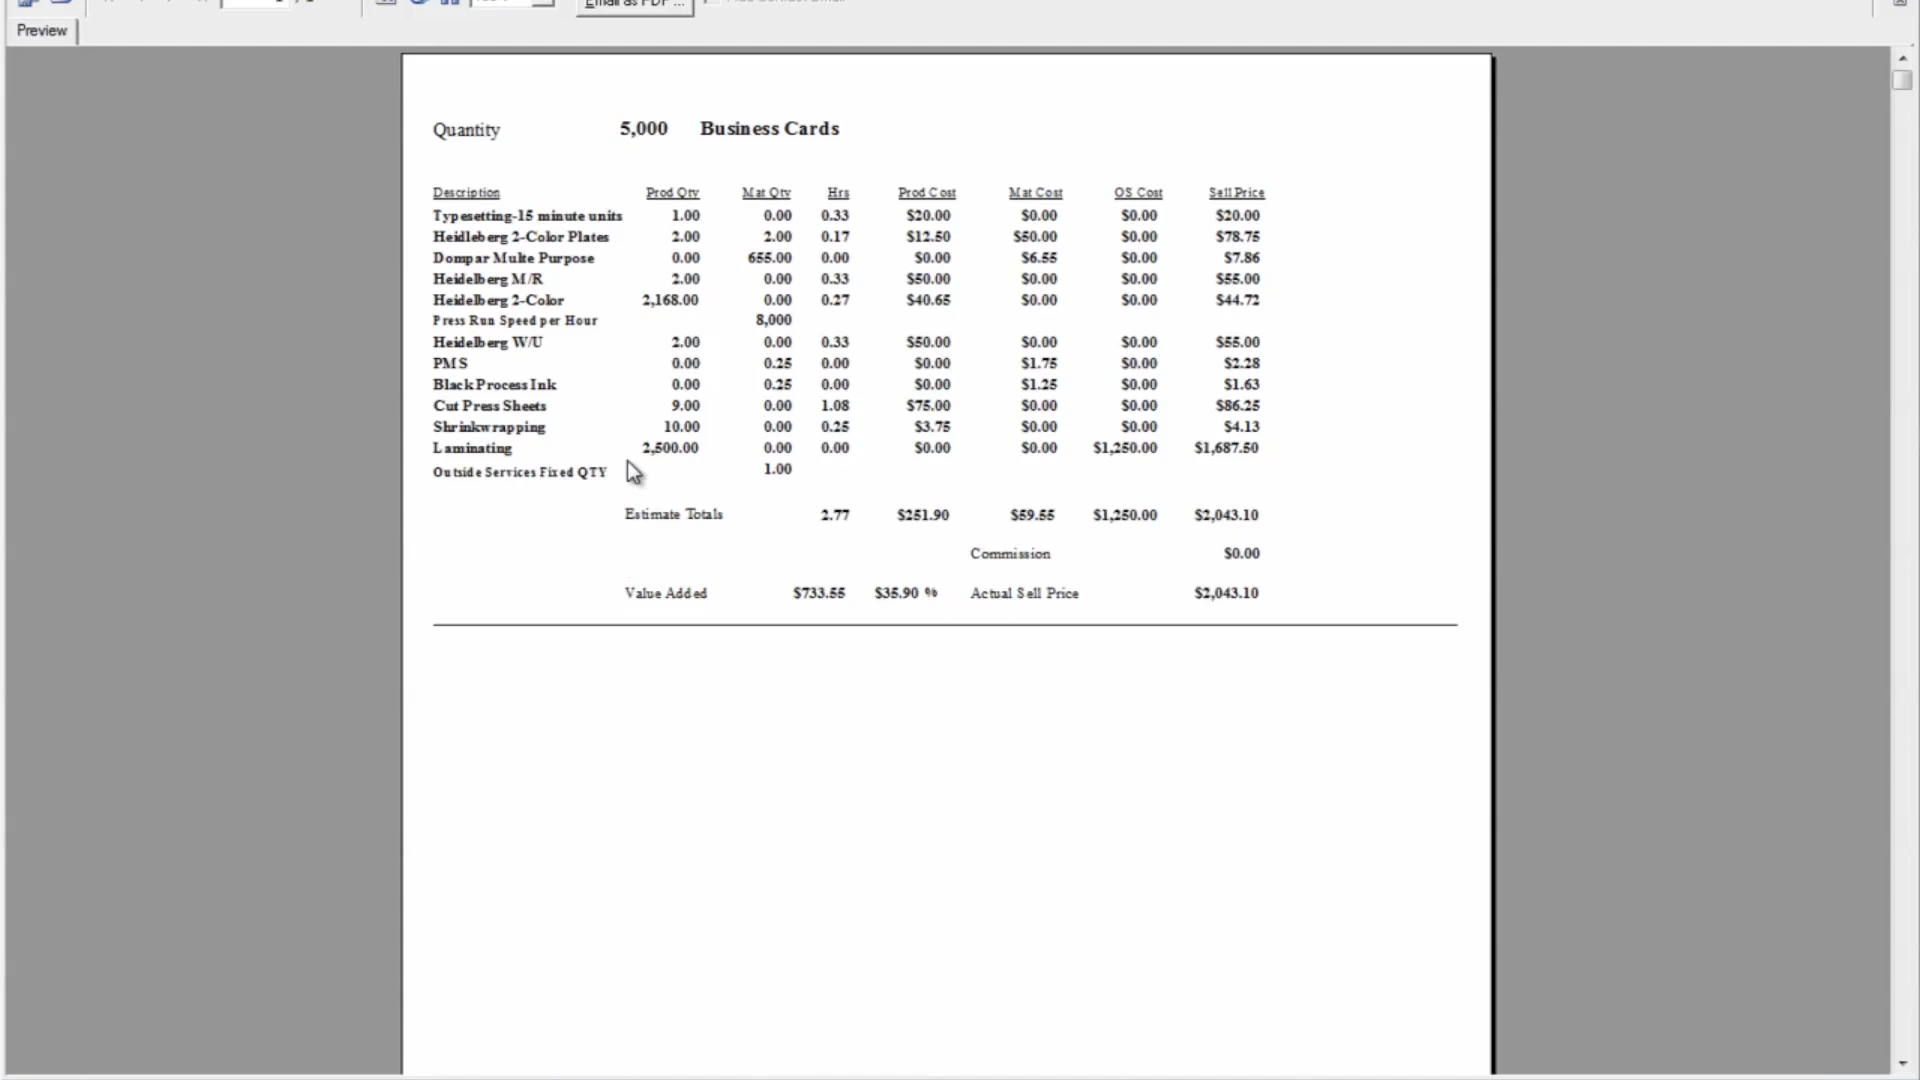 Email as PDF ...
Preview
Quantity 5,000 Business Cards
Description Prod Qty Mat Qty Hrs Prod Cost Mat Cost OS Cost Sell Price
Typesetting-15 minute units 1.00 0.00 0.33 $20.00 $0.00 $0.00 $20.00
Heidleberg 2-Color Plates 2.00 2.00 0.17 $12.50 $50.00 $0.00 $78.75
Dompar Multe Purpose 0.00 655.00 0.00 $0.00 $6.55 $0.00 $7.86
Heidelberg M/R 2.00 0.00 0.33 $50.00 $0.00 $0.00 $55.00
Heidelberg 2-Color 2,168.00 0.00 0.27 $40.65 $0.00 $0.00 $44.72
Press Run Speed per Hour 8,000
Heidelberg W/U 2.00 0.00 0.33 $50.00 $0.00 $0.00 $55.00
PMS 0.00 0.25 0.00 $0.00 $1.75 $0.00 $2.28
Black Process Ink 0.00 0.25 0.00 $0.00 $1.25 $0.00 $1.63
Cut Press Sheets 9.00 0.00 1.08 $75.00 $0.00 $0.00 $86.25
Shrinkwrapping 10.00 0.00 0.25 $3.75 $0.00 $0.00 $4.13
Laminating 2,500.00 0.00 0.00 $0.00 $0.00 $1,250.00 $1,687.50
Outside Services Fixed QTY 1.00
Estimate Totals 2.77 $251.90 $59.55 $1,250.00 $2,043.10
Commission $0.00
Value Added $733.55 $35.90 % Actual Sell Price $2,043.10